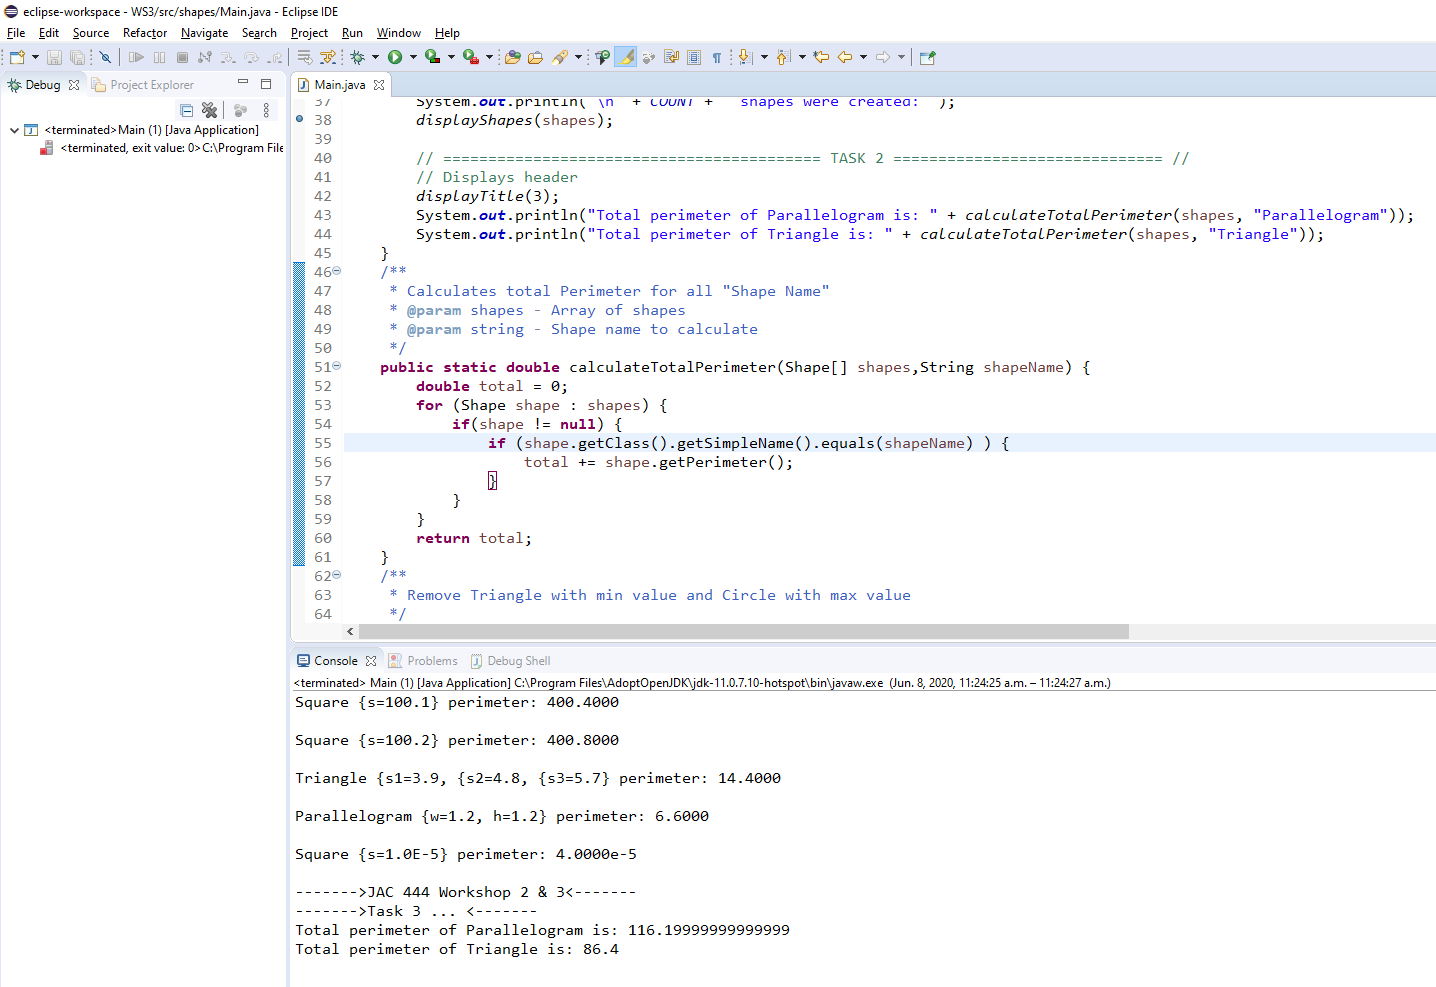 eclipse-workspace - WS3/src/shapes/Main.java - Eclipse IDE
File Edit Source Refactor Navigate Search Project Run Window Help
Debug Project Explorer
<terminated>Main (1) [Java Application]
<terminated, exit value: 0>C:\Program File
Main.java
37 System.out.println("\n" + COUNT + " shapes were created: ");
38 displayShapes(shapes);
39
40 // ========================================== TASK 2 ============================== //
41 // Displays header
42 displayTitle(3);
43 System.out.println("Total perimeter of Parallelogram is: " + calculateTotalPerimeter(shapes, "Parallelogram"));
44 System.out.println("Total perimeter of Triangle is: " + calculateTotalPerimeter(shapes, "Triangle"));
45 }
46 /**
47 * Calculates total Perimeter for all "Shape Name"
48 * @param shapes - Array of shapes
49 * @param string - Shape name to calculate
50 */
51 public static double calculateTotalPerimeter(Shape[] shapes,String shapeName) {
52 double total = 0;
53 for (Shape shape : shapes) {
54 if(shape != null) {
55 if (shape.getClass().getSimpleName().equals(shapeName) ) {
56 total += shape.getPerimeter();
57 }
58 }
59 }
60 return total;
61 }
62 /**
63 * Remove Triangle with min value and Circle with max value
64 */
Console Problems Debug Shell
<terminated> Main (1) [Java Application] C:\Program Files\AdoptOpenJDK\jdk-11.0.7.10-hotspot\bin\javaw.exe (Jun. 8, 2020, 11:24:25 a.m. – 11:24:27 a.m.)
Square {s=100.1} perimeter: 400.4000
Square {s=100.2} perimeter: 400.8000
Triangle {s1=3.9, {s2=4.8, {s3=5.7} perimeter: 14.4000
Parallelogram {w=1.2, h=1.2} perimeter: 6.6000
Square {s=1.0E-5} perimeter: 4.0000e-5
------->JAC 444 Workshop 2 & 3<-------
------->Task 3 ... <-------
Total perimeter of Parallelogram is: 116.19999999999999
Total perimeter of Triangle is: 86.4